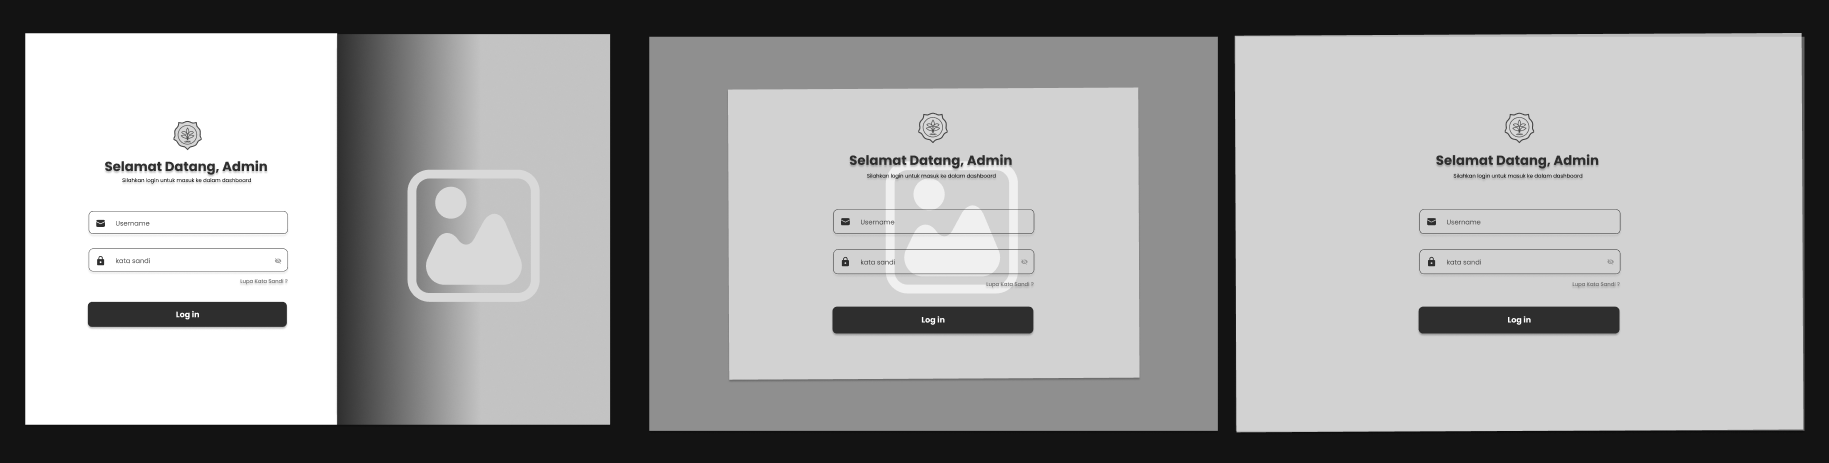 Selamat Datang, Admin
Silahkan login untuk masuk ke dalam dashboard
Username
kata sandi
Lupa Kata Sandi ?
Log in
Selamat Datang, Admin
Silahkan login untuk masuk ke dalam dashboard
Username
kata sandi
Lupa Kata Sandi ?
Log in
Selamat Datang, Admin
Silahkan login untuk masuk ke dalam dashboard
Username
kata sandi
Lupa Kata Sandi ?
Log in